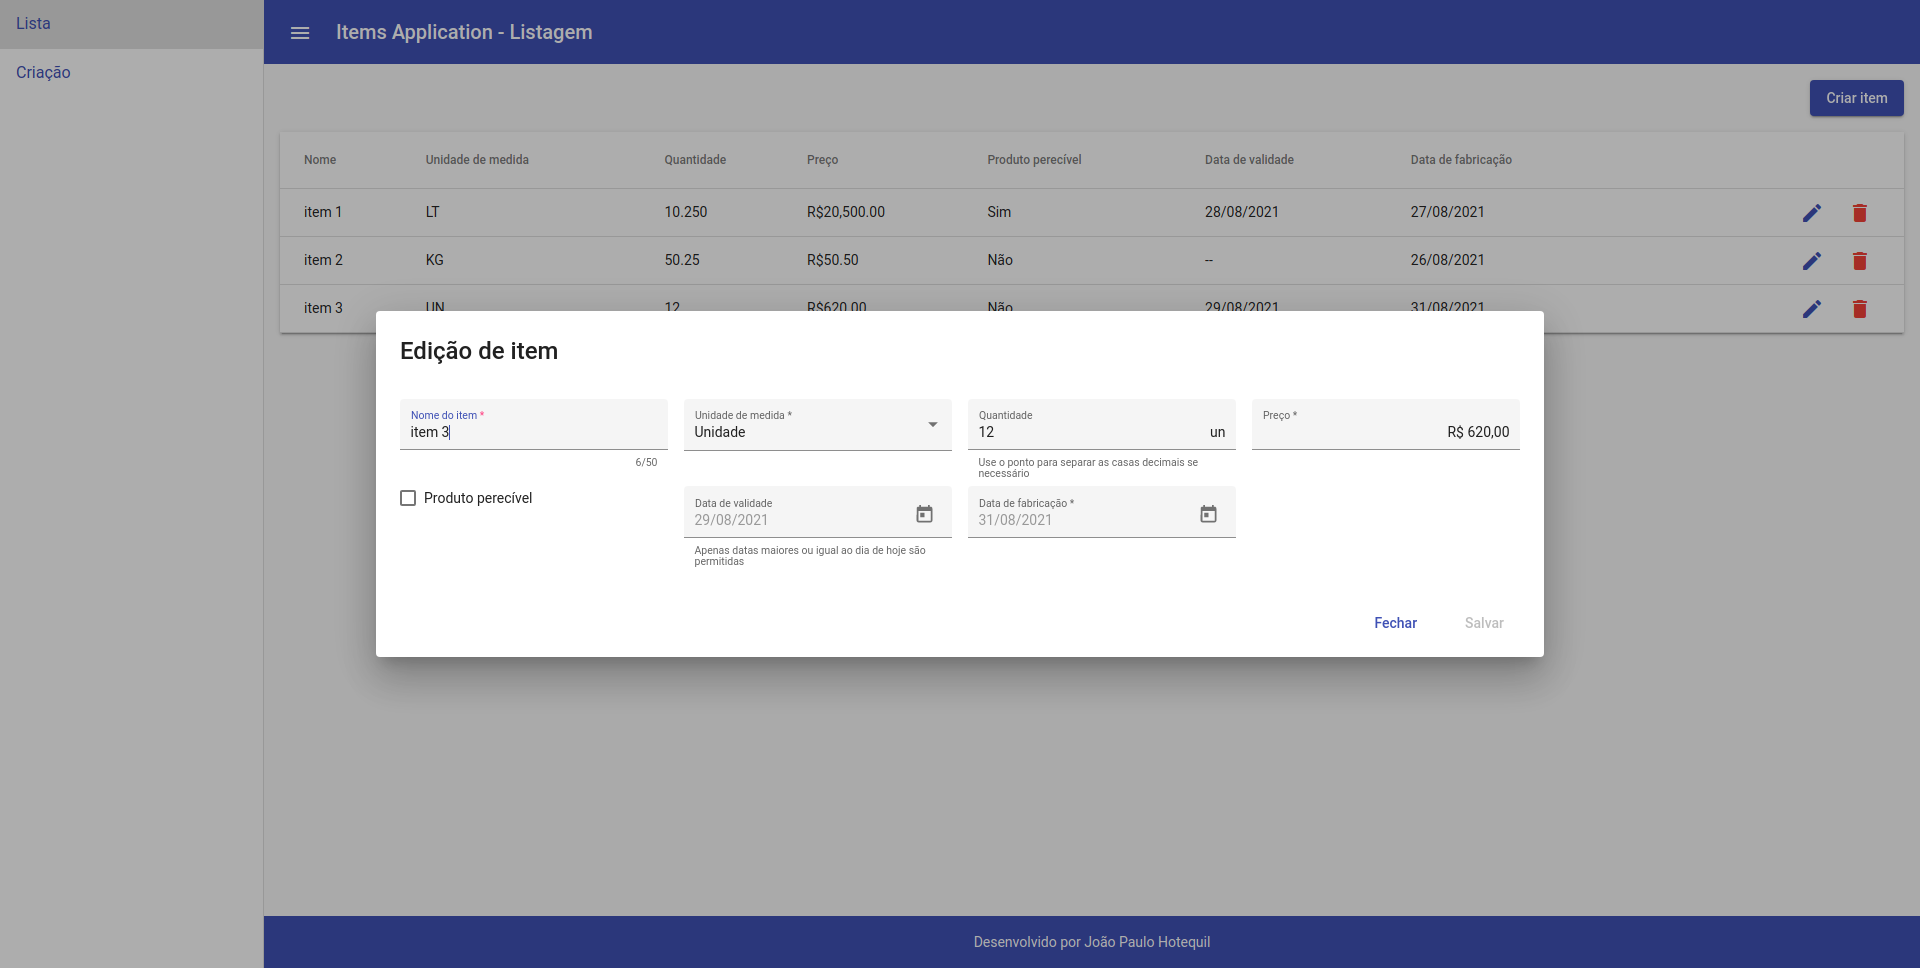 Lista
Criação
Items Application - Listagem
Criar item
Nome Unidade de medida Quantidade Preço Produto perecível Data de validade Data de fabricação
item 1 LT 10.250 R$20,500.00 Sim 28/08/2021 27/08/2021
item 2 KG 50.25 R$50.50 Não -- 26/08/2021
item 3 UN 12 R$620.00 Não 29/08/2021 31/08/2021
Edição de item
Nome do item * Unidade de medida * Quantidade Preço *
item 3 Unidade 12 un R$ 620,00
6/50 Use o ponto para separar as casas decimais se
necessário
Produto perecível
Data de validade Data de fabricação *
29/08/2021 31/08/2021
Apenas datas maiores ou igual ao dia de hoje são
permitidas
Fechar Salvar
Desenvolvido por João Paulo Hotequil